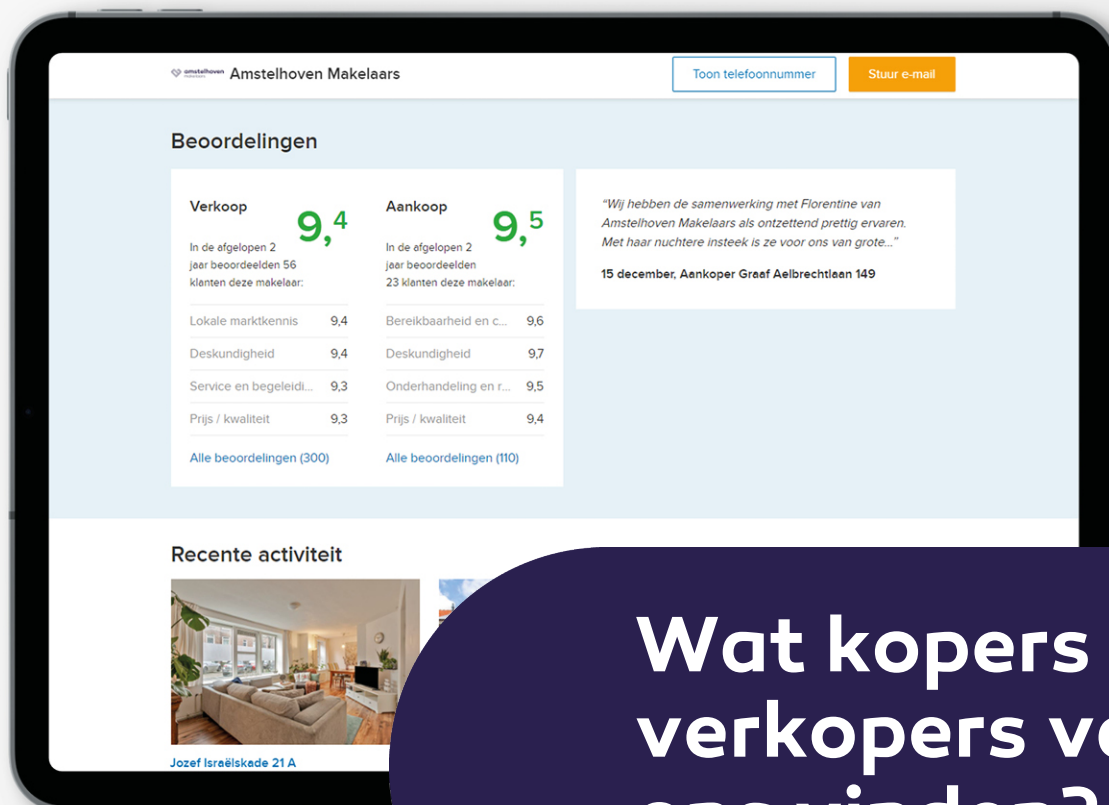 amstelhoven
Amstelhoven Makelaars
Toon telefoonnummer
Stuur e-mail
Beoordelingen
Verkoop
9,4
In de afgelopen 2
jaar beoordeelden 56
klanten deze makelaar:
Lokale marktkennis 9,4
Deskundigheid 9,4
Service en begeleidi... 9,3
Prijs / kwaliteit 9,3
Alle beoordelingen (300)
Aankoop
9,5
In de afgelopen 2
jaar beoordeelden
23 klanten deze makelaar:
Bereikbaarheid en c... 9,6
Deskundigheid 9,7
Onderhandeling en r... 9,5
Prijs / kwaliteit 9,4
Alle beoordelingen (110)
“Wij hebben de samenwerking met Florentine van
Amstelhoven Makelaars als ontzettend prettig ervaren.
Met haar nuchtere insteek is ze voor ons van grote...”
15 december, Aankoper Graaf Aelbrechtlaan 149
Recente activiteit
Jozef Israëlskade 21 A
Wat kopers
verkopers v
ons vinden?